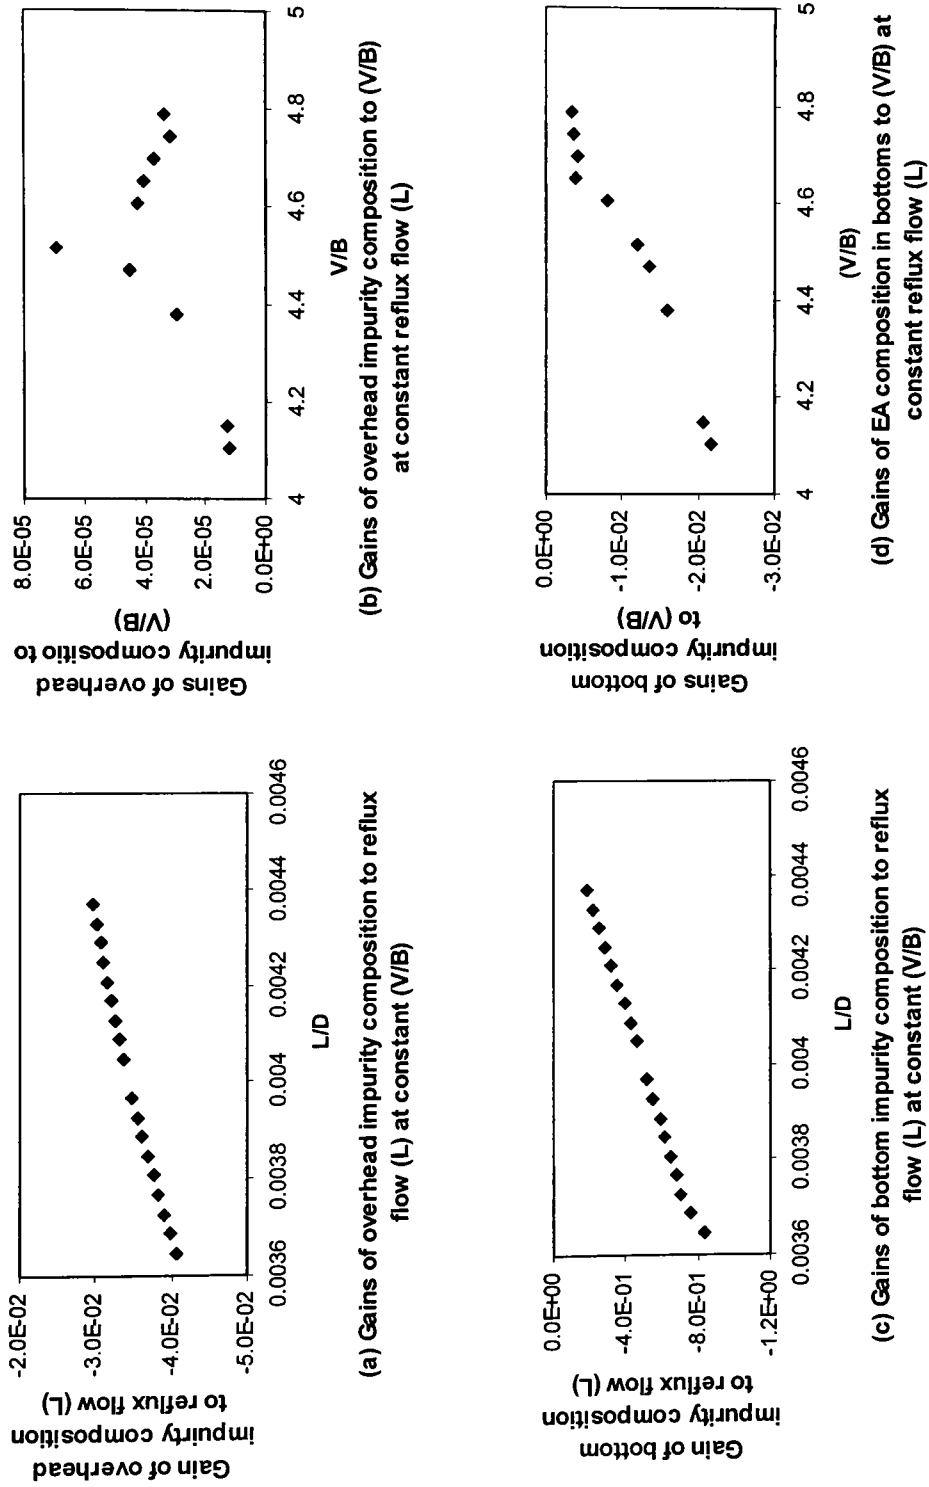 Gain of overhead
impuirty composition
to reflux flow (L)
-2.0E-02
-3.0E-02
-4.0E-02
-5.0E-02
0.0036
0.0038
0.004
0.0042
0.0044
0.0046
L/D
(a) Gains of overhead impurity composition to reflux
flow (L) at constant (V/B)
Gains of overhead
impurity compositio to
(V/B)
8.0E-05
6.0E-05
4.0E-05
2.0E-05
0.0E+00
4
4.2
4.4
4.6
4.8
5
V/B
(b) Gains of overhead impurity composition to (V/B)
at constant reflux flow (L)
Gain of bottom
impurity composition
to reflux flow (L)
0.0E+00
-4.0E-01
-8.0E-01
-1.2E+00
0.0036
0.0038
0.004
0.0042
0.0044
0.0046
L/D
(c) Gains of bottom impurity composition to reflux
flow (L) at constant (V/B)
Gains of bottom
impurity composition
to (V/B)
0.0E+00
-1.0E-02
-2.0E-02
-3.0E-02
4
4.2
4.4
4.6
4.8
5
(V/B)
(d) Gains of EA composition in bottoms to (V/B) at
constant reflux flow (L)